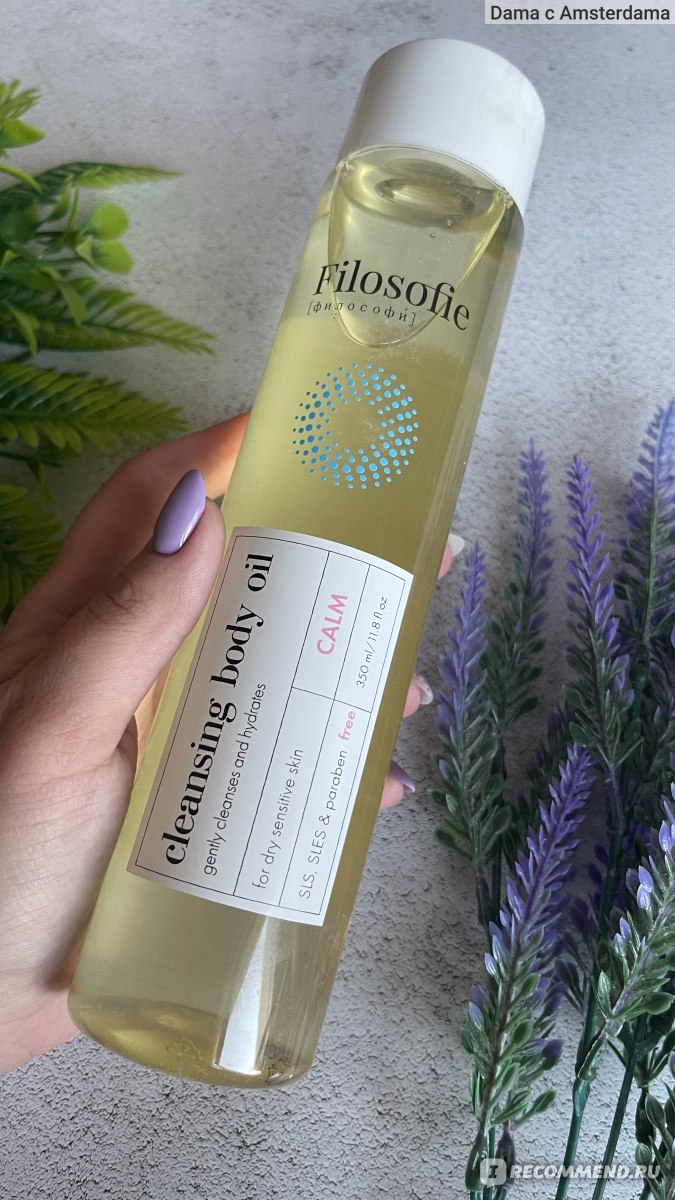 Dama c Amsterdama
Filosofie
[философи]
cleansing body oil
gently cleanses and hydrates
for dry sensitive skin
CALM
SLS, SLES & paraben free
350 ml/11.8 fl oz
I RECOMMEND.RU